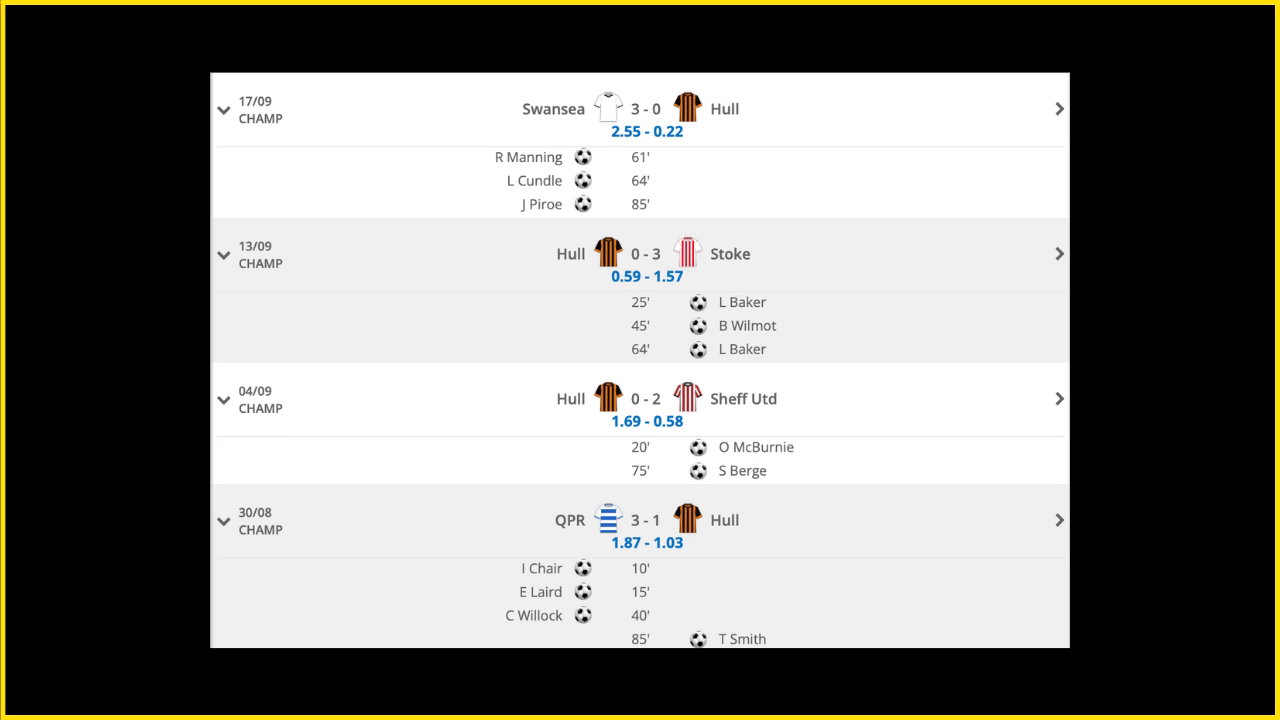 17/09
CHAMP
Swansea 3 - 0 Hull
2.55 - 0.22
R Manning 61'
L Cundle 64'
J Piroe 85'
13/09
CHAMP
Hull 0 - 3 Stoke
0.59 - 1.57
25' L Baker
45' B Wilmot
64' L Baker
04/09
CHAMP
Hull 0 - 2 Sheff Utd
1.69 - 0.58
20' O McBurnie
75' S Berge
30/08
CHAMP
QPR 3 - 1 Hull
1.87 - 1.03
I Chair 10'
E Laird 15'
C Willock 40'
85' T Smith